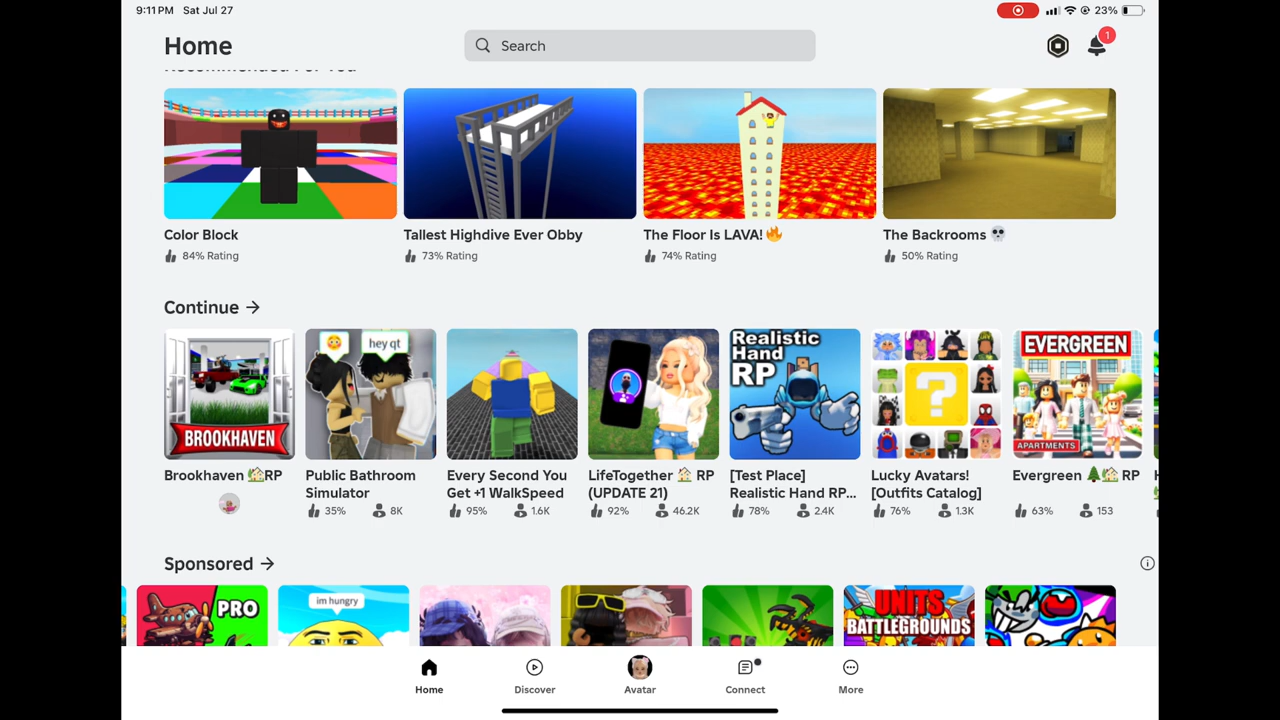 9:11 PM Sat Jul 27
23%
Home
Search
1
Recommended For You
Color Block
84% Rating
Tallest Highdive Ever Obby
73% Rating
The Floor Is LAVA! 🔥
74% Rating
The Backrooms 💀
50% Rating
Continue →
BROOKHAVEN
Brookhaven 🏡RP
hey qt
Public Bathroom
Simulator
35% 8K
Every Second You
Get +1 WalkSpeed
95% 1.6K
LifeTogether 🏠 RP
(UPDATE 21)
92% 46.2K
Realistic
Hand
RP
[Test Place]
Realistic Hand RP...
78% 2.4K
?
Lucky Avatars!
[Outfits Catalog]
76% 1.3K
EVERGREEN
APARTMENTS
Evergreen 🌲🏡 RP
63% 153
Sponsored →
PRO
im hungry
UNITS
BATTLEGROUNDS
Home
Discover
Avatar
Connect
More